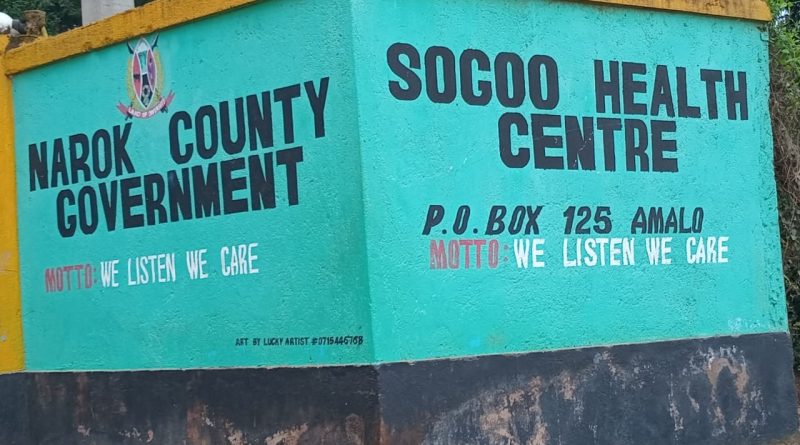 NAROK COUNTY
GOVERNMENT
MOTTO: WE LISTEN WE CARE
ART BY LUCKY ARTIST #0715446768
SOGOO HEALTH
CENTRE
P.O. BOX 125 AMALO
MOTTO: WE LISTEN WE CARE